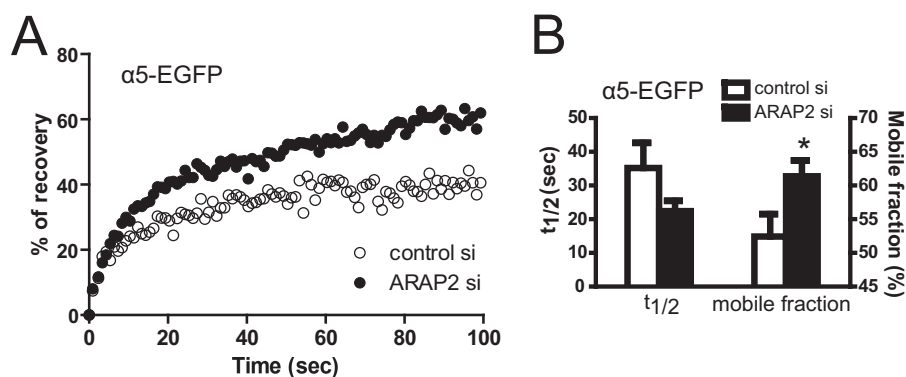 A
B
α5-EGFP
% of recovery
80
60
40
20
0
0 20 40 60 80 100
Time (sec)
control si
ARAP2 si
α5-EGFP
control si
ARAP2 si
t1/2 (sec)
50
40
30
20
10
0
*
70
65
60
55
50
45
Mobile fraction (%)
t1/2 mobile fraction